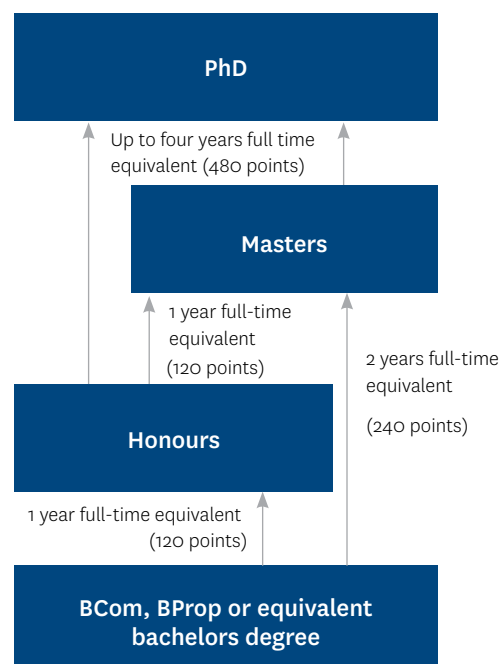 PhD
Up to four years full time
equivalent (480 points)
Masters
1 year full-time
equivalent
(120 points)
2 years full-time
equivalent
(240 points)
Honours
1 year full-time equivalent
(120 points)
BCom, BProp or equivalent
bachelors degree